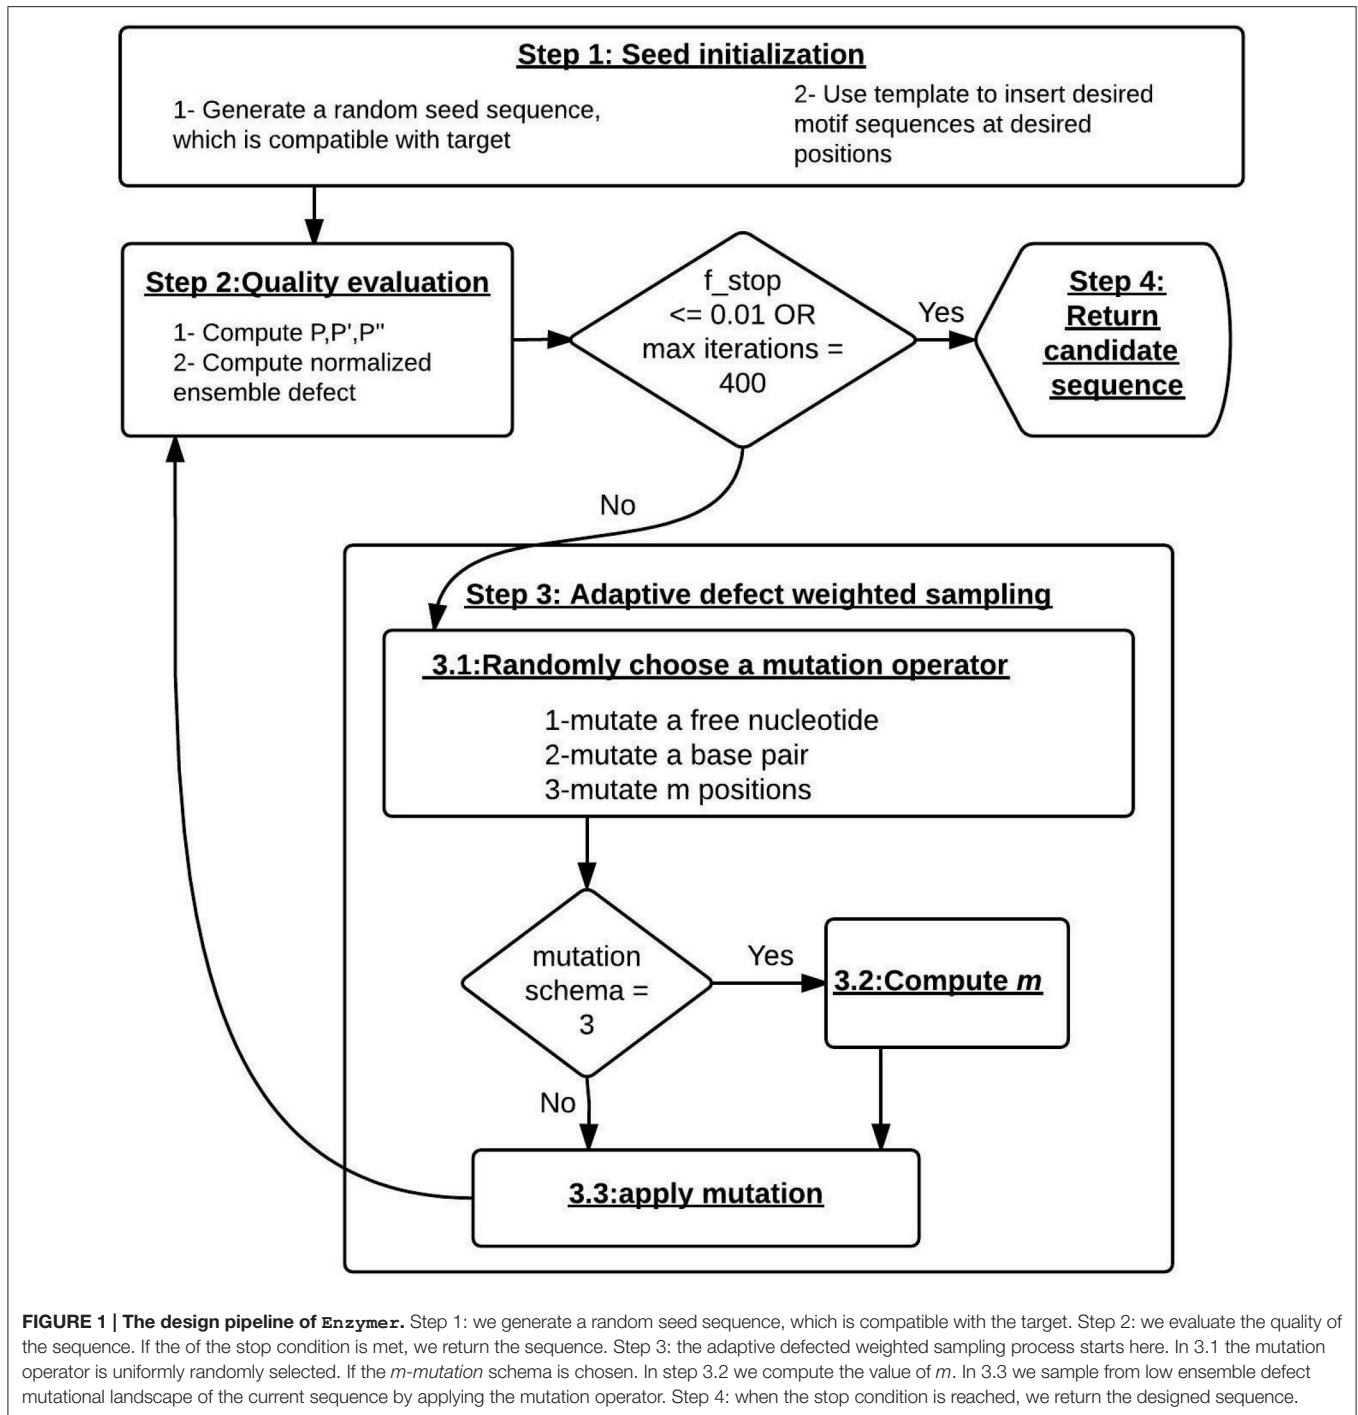 Step 1: Seed initialization
1- Generate a random seed sequence,
which is compatible with target
2- Use template to insert desired
motif sequences at desired
positions
Step 2:Quality evaluation
1- Compute P,P',P"
2- Compute normalized
ensemble defect
f_stop
<= 0.01 OR
max iterations =
400
Yes
Step 4:
Return
candidate
sequence
No
Step 3: Adaptive defect weighted sampling
3.1:Randomly choose a mutation operator
1-mutate a free nucleotide
2-mutate a base pair
3-mutate m positions
mutation
schema =
3
Yes
3.2:Compute m
No
3.3:apply mutation
FIGURE 1 | The design pipeline of Enzymer. Step 1: we generate a random seed sequence, which is compatible with the target. Step 2: we evaluate the quality of
the sequence. If the of the stop condition is met, we return the sequence. Step 3: the adaptive defected weighted sampling process starts here. In 3.1 the mutation
operator is uniformly randomly selected. If the m-mutation schema is chosen. In step 3.2 we compute the value of m. In 3.3 we sample from low ensemble defect
mutational landscape of the current sequence by applying the mutation operator. Step 4: when the stop condition is reached, we return the designed sequence.